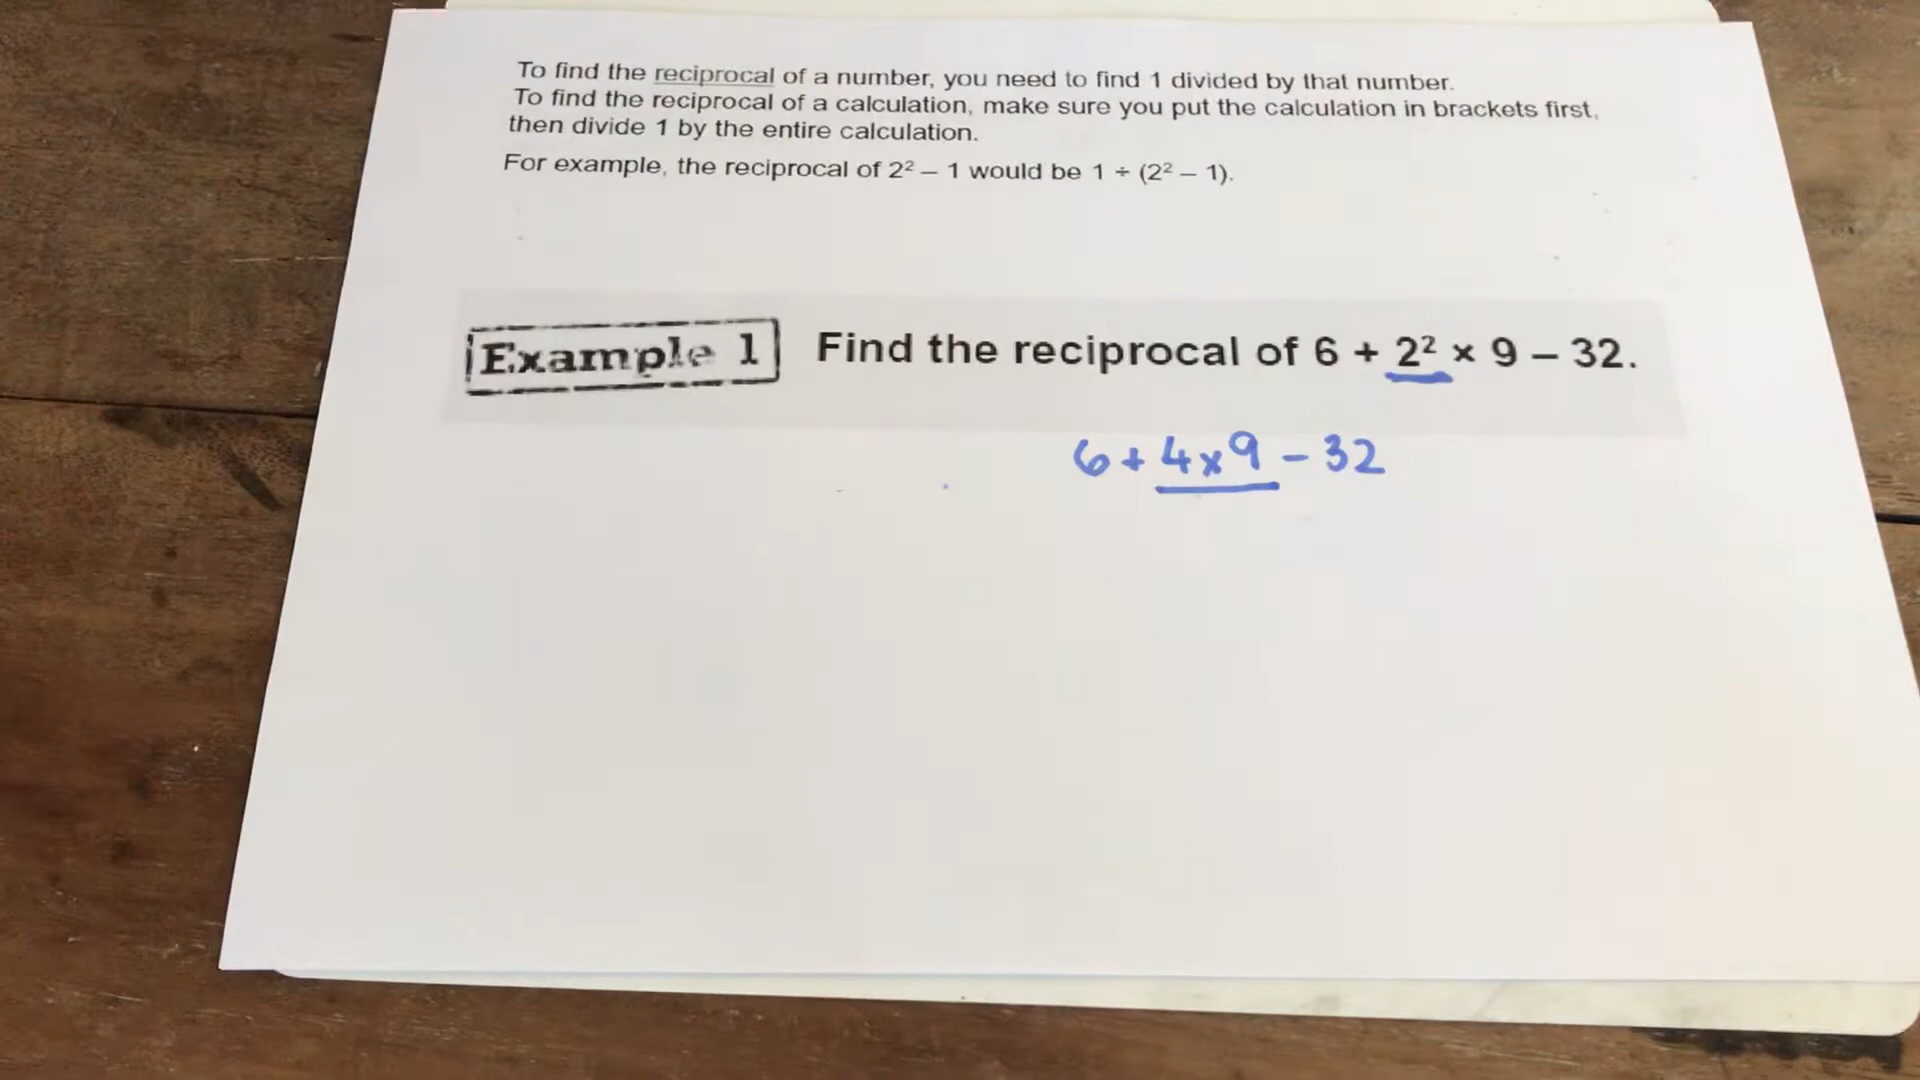 To find the reciprocal of a number, you need to find 1 divided by that number.
To find the reciprocal of a calculation, make sure you put the calculation in brackets first,
then divide 1 by the entire calculation.
For example, the reciprocal of 2² – 1 would be 1 ÷ (2² – 1).
Example 1 Find the reciprocal of 6 + 2² × 9 – 32.
6 + 4 × 9 – 32